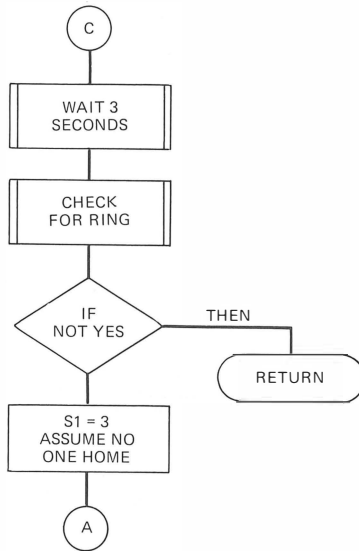 C
WAIT 3
SECONDS
CHECK
FOR RING
IF
NOT YES
THEN
RETURN
S1 = 3
ASSUME NO
ONE HOME
A